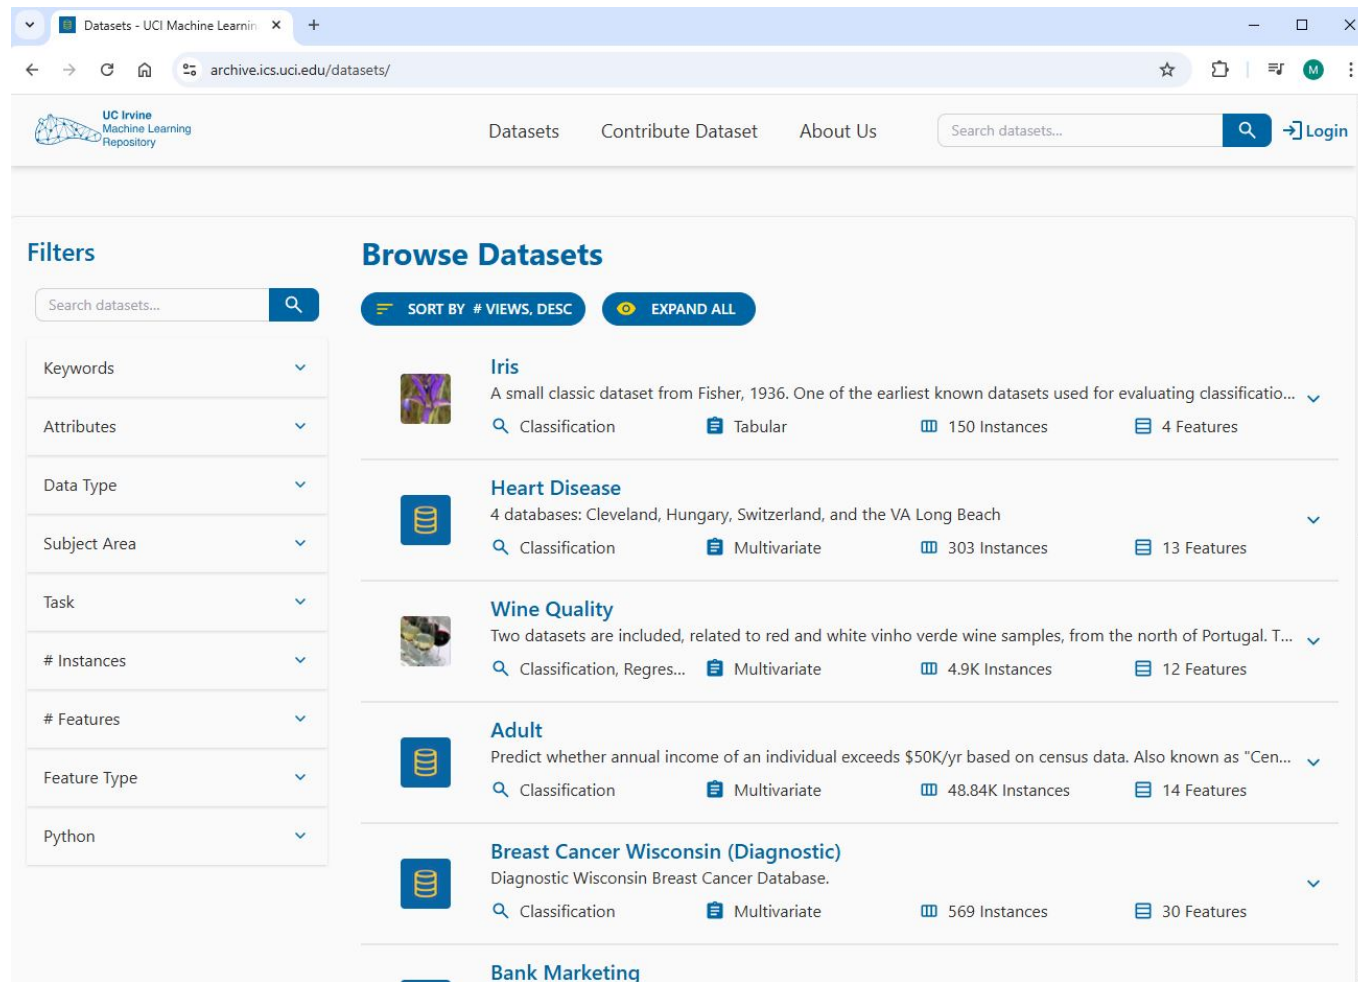 Datasets - UCI Machine Learnin
archive.ics.uci.edu/datasets/
M
UC Irvine
Machine Learning
Repository
Datasets
Contribute Dataset
About Us
Search datasets...
Login
Filters
Search datasets...
Keywords
Attributes
Data Type
Subject Area
Task
# Instances
# Features
Feature Type
Python
Browse Datasets
SORT BY # VIEWS, DESC
EXPAND ALL
Iris
A small classic dataset from Fisher, 1936. One of the earliest known datasets used for evaluating classificatio...
Classification Tabular 150 Instances 4 Features
Heart Disease
4 databases: Cleveland, Hungary, Switzerland, and the VA Long Beach
Classification Multivariate 303 Instances 13 Features
Wine Quality
Two datasets are included, related to red and white vinho verde wine samples, from the north of Portugal. T...
Classification, Regres... Multivariate 4.9K Instances 12 Features
Adult
Predict whether annual income of an individual exceeds $50K/yr based on census data. Also known as "Cen...
Classification Multivariate 48.84K Instances 14 Features
Breast Cancer Wisconsin (Diagnostic)
Diagnostic Wisconsin Breast Cancer Database.
Classification Multivariate 569 Instances 30 Features
Bank Marketing